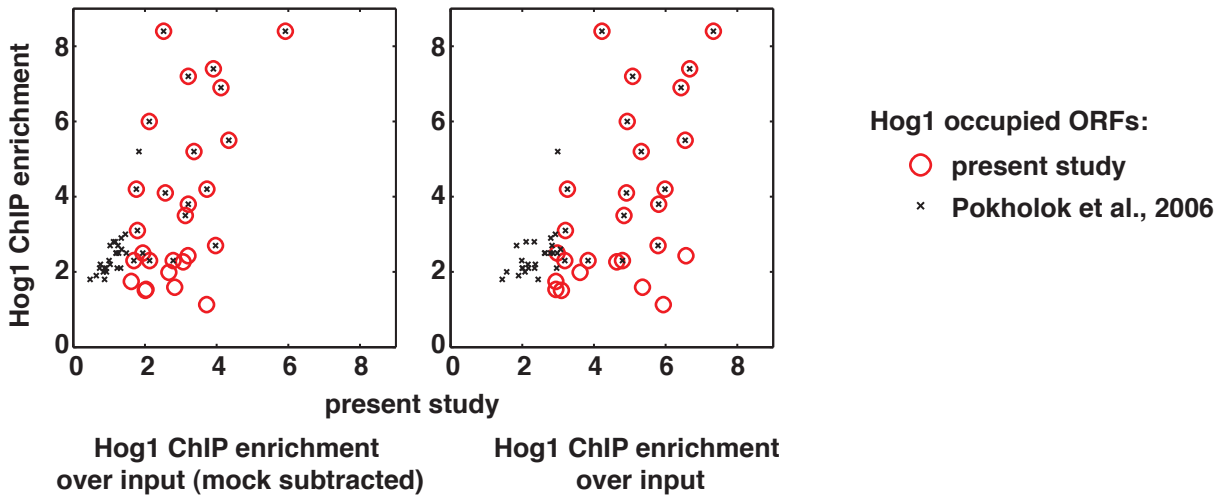 Hog1 ChIP enrichment
8
6
4
2
0
0 2 4 6 8
8
6
4
2
0
0 2 4 6 8
present study
Hog1 ChIP enrichment
over input (mock subtracted)
Hog1 ChIP enrichment
over input
Hog1 occupied ORFs:
present study
Pokholok et al., 2006